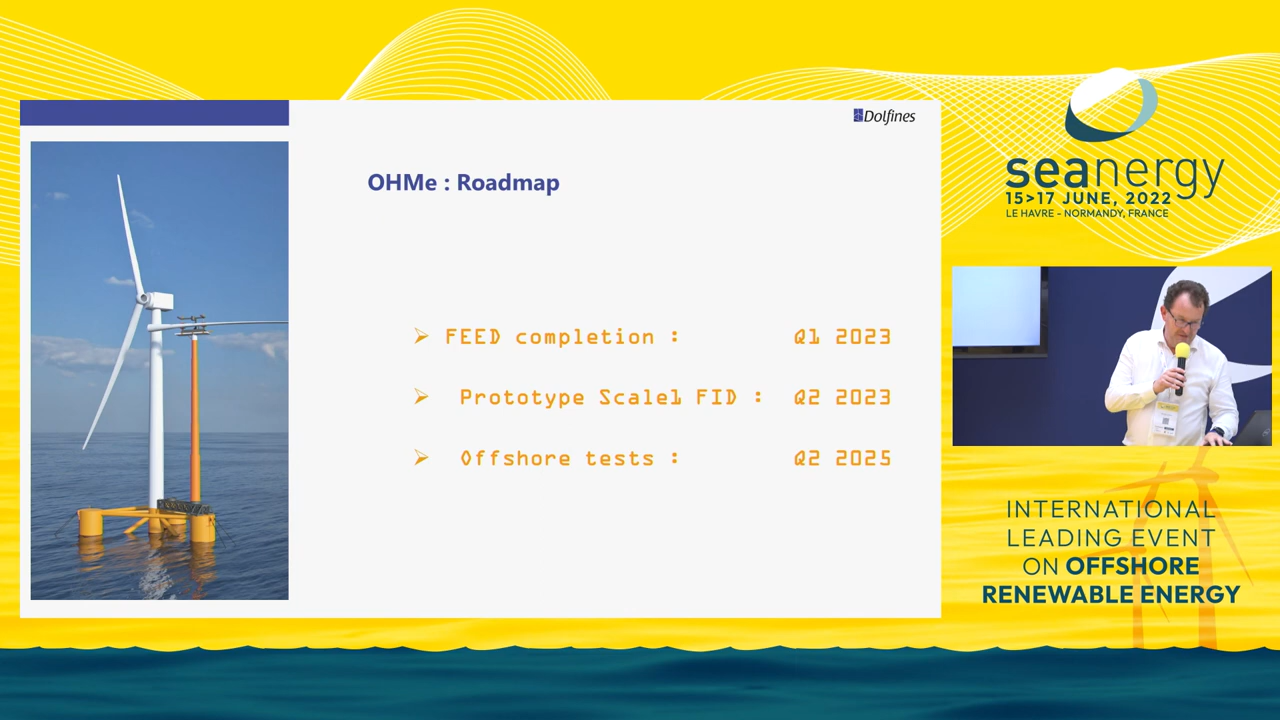 Dolfines
OHMe : Roadmap
FEED completion : Q1 2023
Prototype Scale1 FID : Q2 2023
Offshore tests : Q2 2025
seanergy
15>17 JUNE, 2022
LE HAVRE - NORMANDY, FRANCE
INTERNATIONAL
LEADING EVENT
ON OFFSHORE
RENEWABLE ENERGY